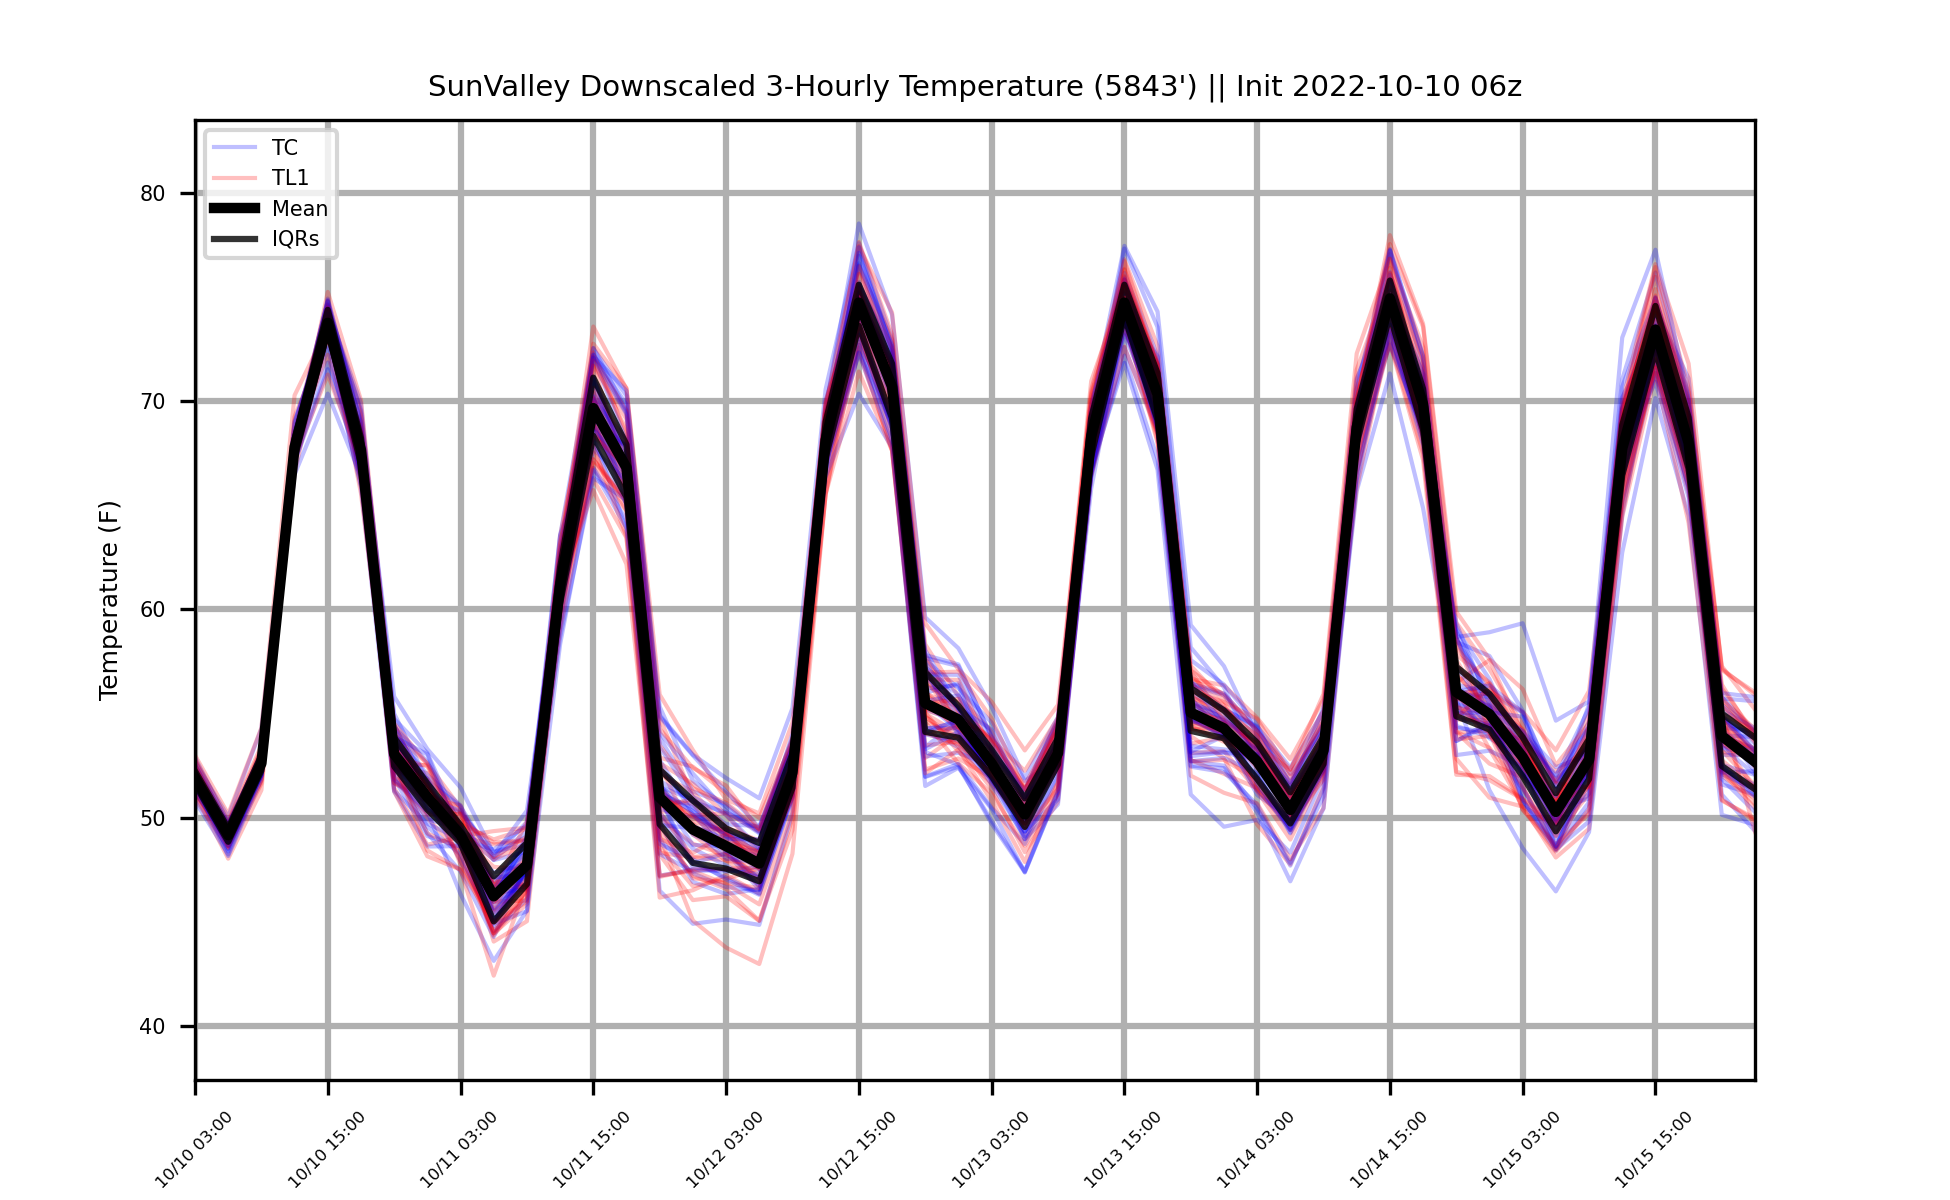 SunValley Downscaled 3-Hourly Temperature (5843') || Init 2022-10-10 06z
TC
TL1
Mean
IQRs
Temperature (F)
80
70
60
50
40
10/10 03:00
10/10 15:00
10/11 03:00
10/11 15:00
10/12 03:00
10/12 15:00
10/13 03:00
10/13 15:00
10/14 03:00
10/14 15:00
10/15 03:00
10/15 15:00